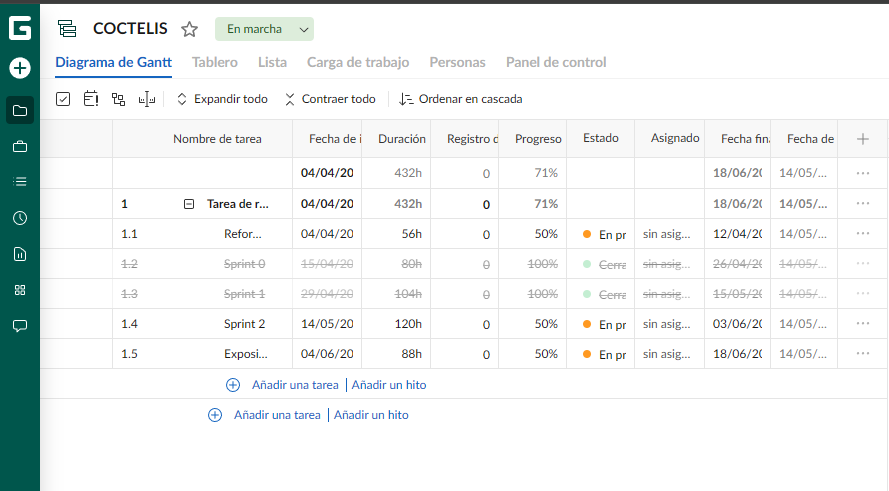 COCTELIS En marcha
Diagrama de Gantt Tablero Lista Carga de trabajo Personas Panel de control
Expandir todo Contraer todo Ordenar en cascada
Nombre de tarea Fecha de i Duración Registro d Progreso Estado Asignado Fecha fina Fecha de
04/04/20 432h 0 71% 18/06/20 14/05/...
1 Tarea de r... 04/04/20 432h 0 71% 18/06/20 14/05/...
1.1 Refor... 04/04/20 56h 0 50% En pr sin asig... 12/04/20 14/05/...
1.2 Sprint 0 15/04/20 80h 0 100% Cerra sin asig... 26/04/20 14/05/...
1.3 Sprint 1 29/04/20 104h 0 100% Cerra sin asig... 15/05/20 14/05/...
1.4 Sprint 2 14/05/20 120h 0 50% En pr sin asig... 03/06/20 14/05/...
1.5 Exposi... 04/06/20 88h 0 50% En pr sin asig... 18/06/20 14/05/...
Añadir una tarea | Añadir un hito
Añadir una tarea | Añadir un hito